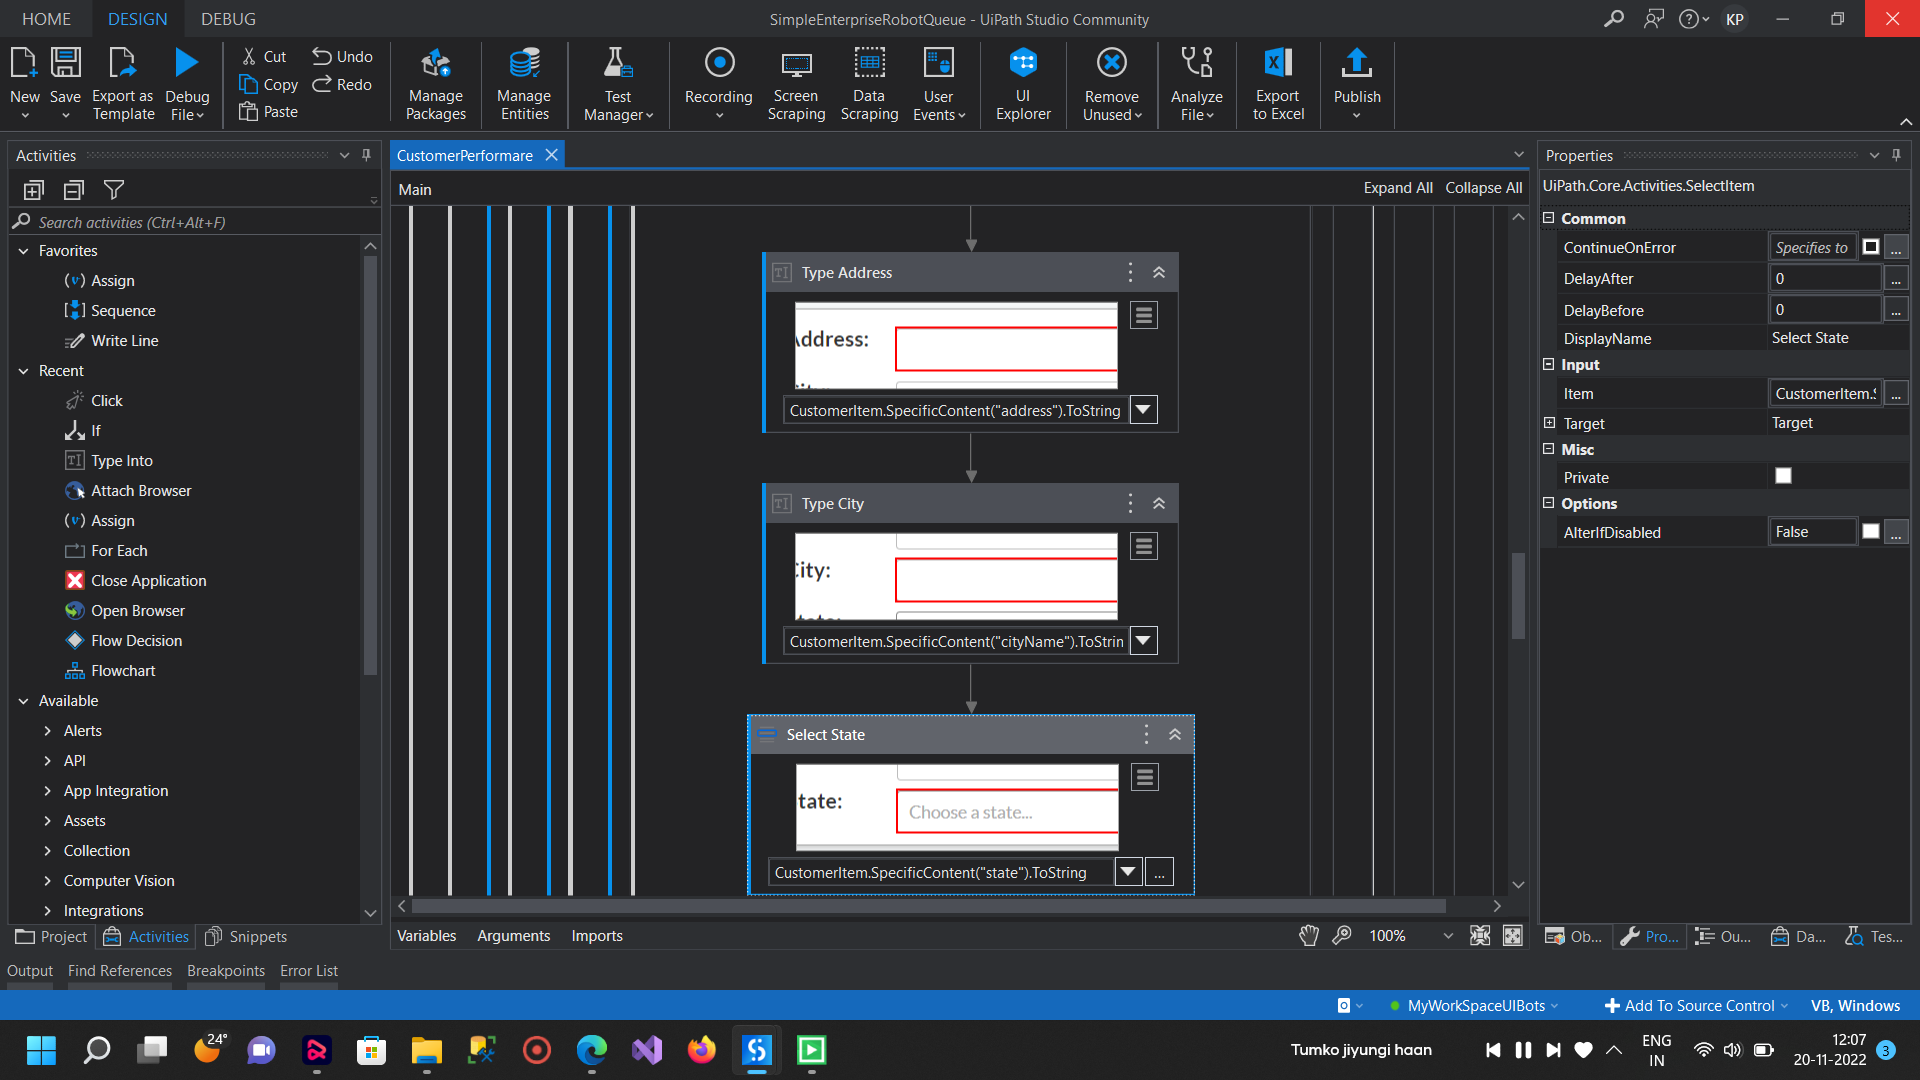 HOME DESIGN DEBUG SimpleEnterpriseRobotQueue - UiPath Studio Community KP
New Save Export as Template Debug File Cut Copy Paste Undo Redo Manage Packages Manage Entities Test Manager Recording Screen Scraping Data Scraping User Events UI Explorer Remove Unused Analyze File Export to Excel Publish
Activities
Search activities (Ctrl+Alt+F)
Favorites
Assign
Sequence
Write Line
Recent
Click
If
Type Into
Attach Browser
Assign
For Each
Close Application
Open Browser
Flow Decision
Flowchart
Available
Alerts
API
App Integration
Assets
Collection
Computer Vision
Integrations
Project Activities Snippets
CustomerPerformare
Main Expand All Collapse All
Type Address
Address:
CustomerItem.SpecificContent("address").ToString
Type City
City:
CustomerItem.SpecificContent("cityName").ToStrin
Select State
tate:
Choose a state...
CustomerItem.SpecificContent("state").ToString ...
Variables Arguments Imports 100%
Properties
UiPath.Core.Activities.SelectItem
Common
ContinueOnError Specifies to ...
DelayAfter 0 ...
DelayBefore 0 ...
DisplayName Select State
Input
Item CustomerItem.S ...
Target Target
Misc
Private
Options
AlterIfDisabled False ...
Ob... Pro... Ou... Da... Tes...
Output Find References Breakpoints Error List
MyWorkSpaceUIBots Add To Source Control VB, Windows
24° Tumko jiyungi haan ENG IN 12:07 20-11-2022 3